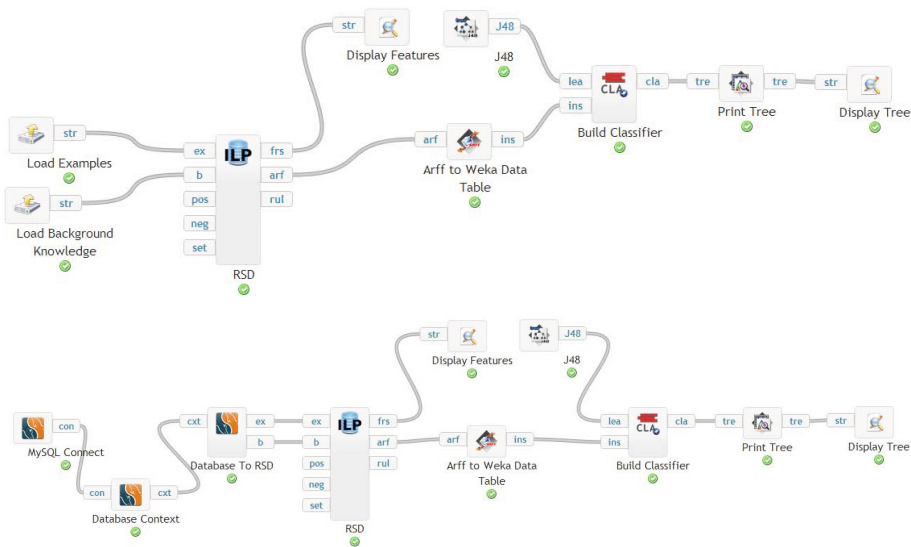 str
Display Features
J48
J48
lea
ins
CLA
cla
Build Classifier
tre
tre
Print Tree
str
Display Tree
str
Load Examples
ex
b
pos
neg
set
ILP
frs
arf
rul
RSD
arf
ins
Arff to Weka Data
Table
str
Load Background
Knowledge
str
Display Features
J48
J48
con
MySQL Connect
con
cxt
Database Context
cxt
ex
b
Database To RSD
ex
b
pos
neg
set
ILP
frs
arf
rul
RSD
arf
ins
Arff to Weka Data
Table
lea
ins
CLA
cla
Build Classifier
tre
tre
Print Tree
str
Display Tree